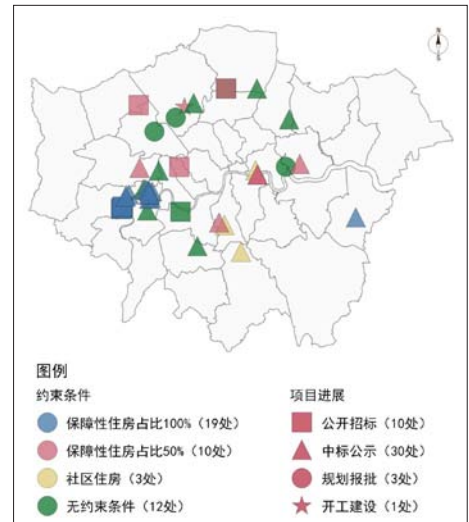 图例
约束条件 项目进展
保障性住房占比100%（19处） 公开招标（10处）
保障性住房占比50%（10处） 中标公示（30处）
社区住房（3处） 规划报批（3处）
无约束条件（12处） 开工建设（1处）